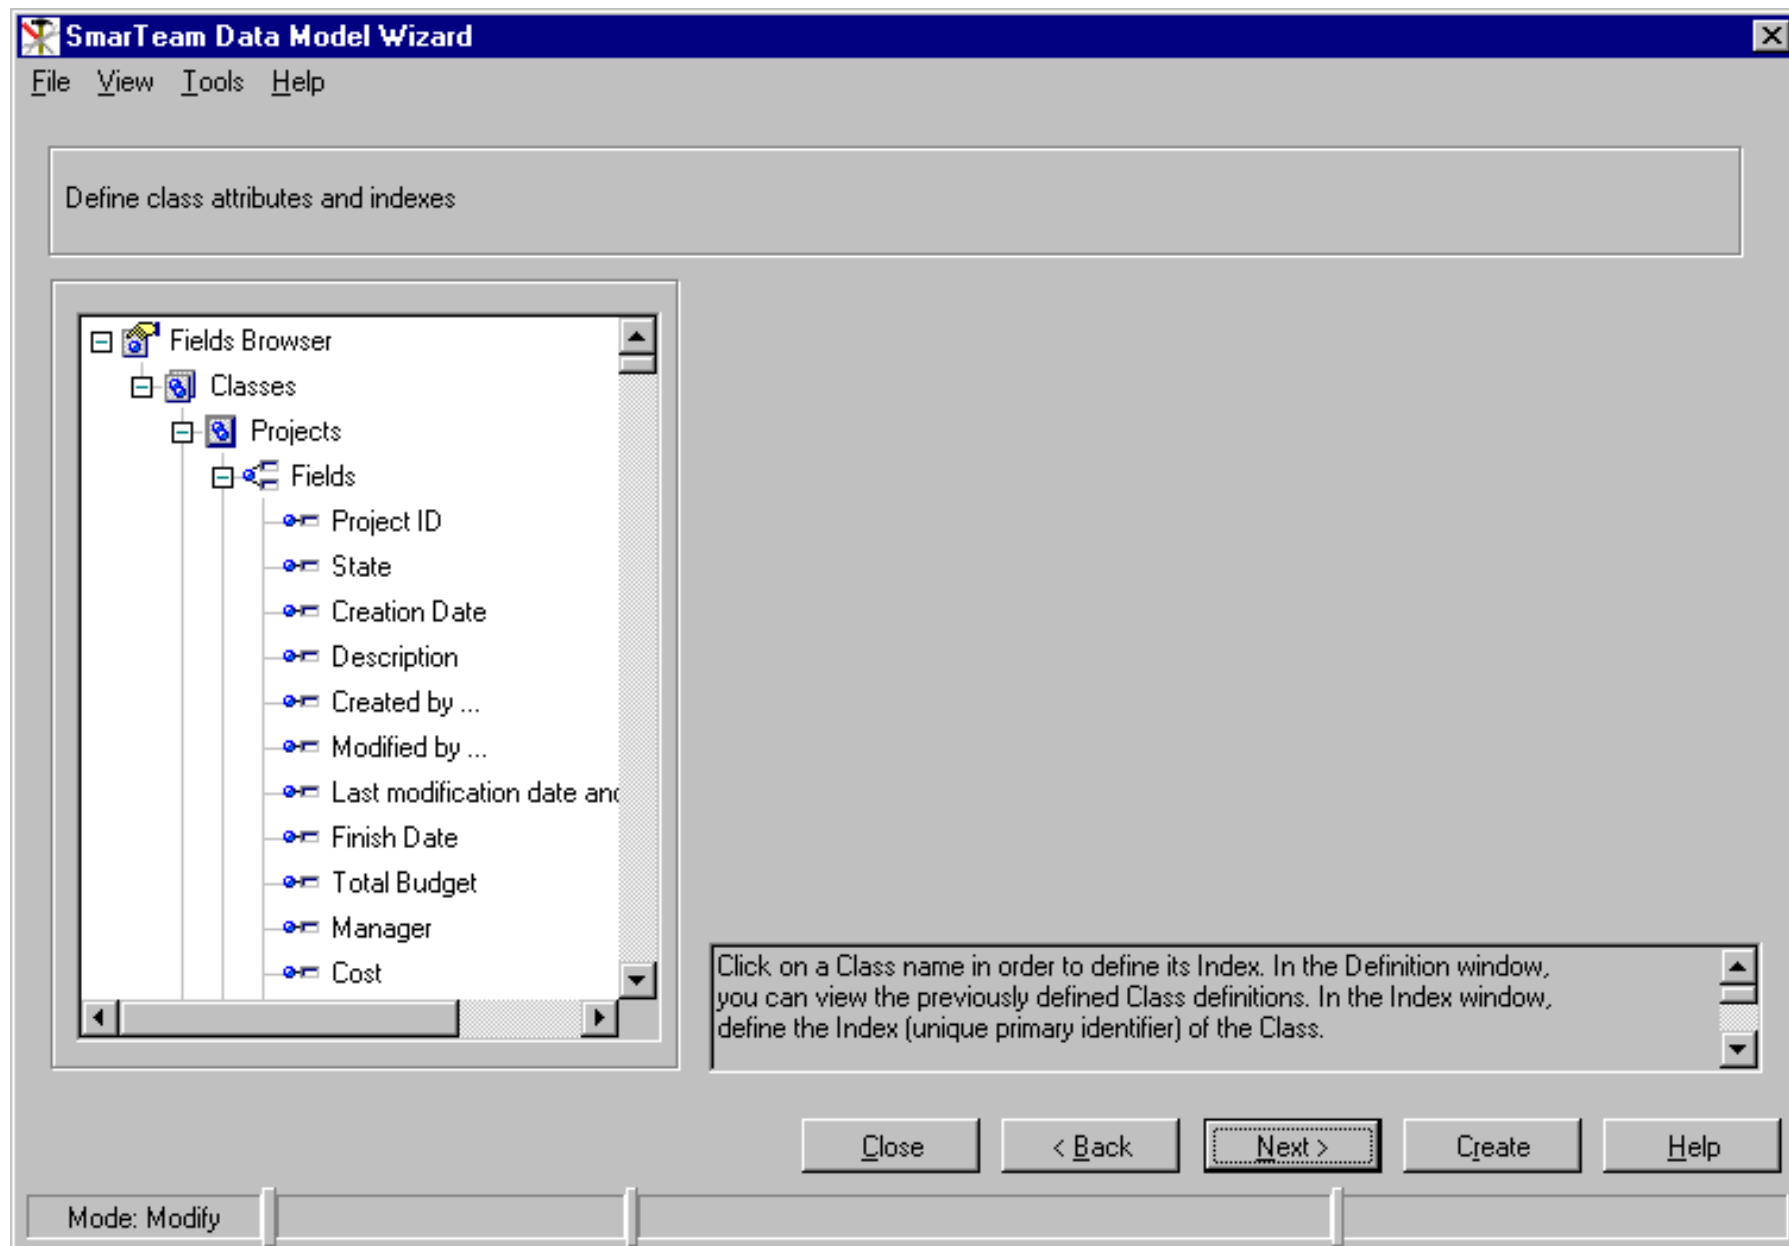 SmarTeam Data Model Wizard
File View Tools Help
Define class attributes and indexes
Fields Browser
Classes
Projects
Fields
Project ID
State
Creation Date
Description
Created by ...
Modified by ...
Last modification date and
Finish Date
Total Budget
Manager
Cost
Click on a Class name in order to define its Index. In the Definition window,
you can view the previously defined Class definitions. In the Index window,
define the Index (unique primary identifier) of the Class.
Close < Back Next > Create Help
Mode: Modify